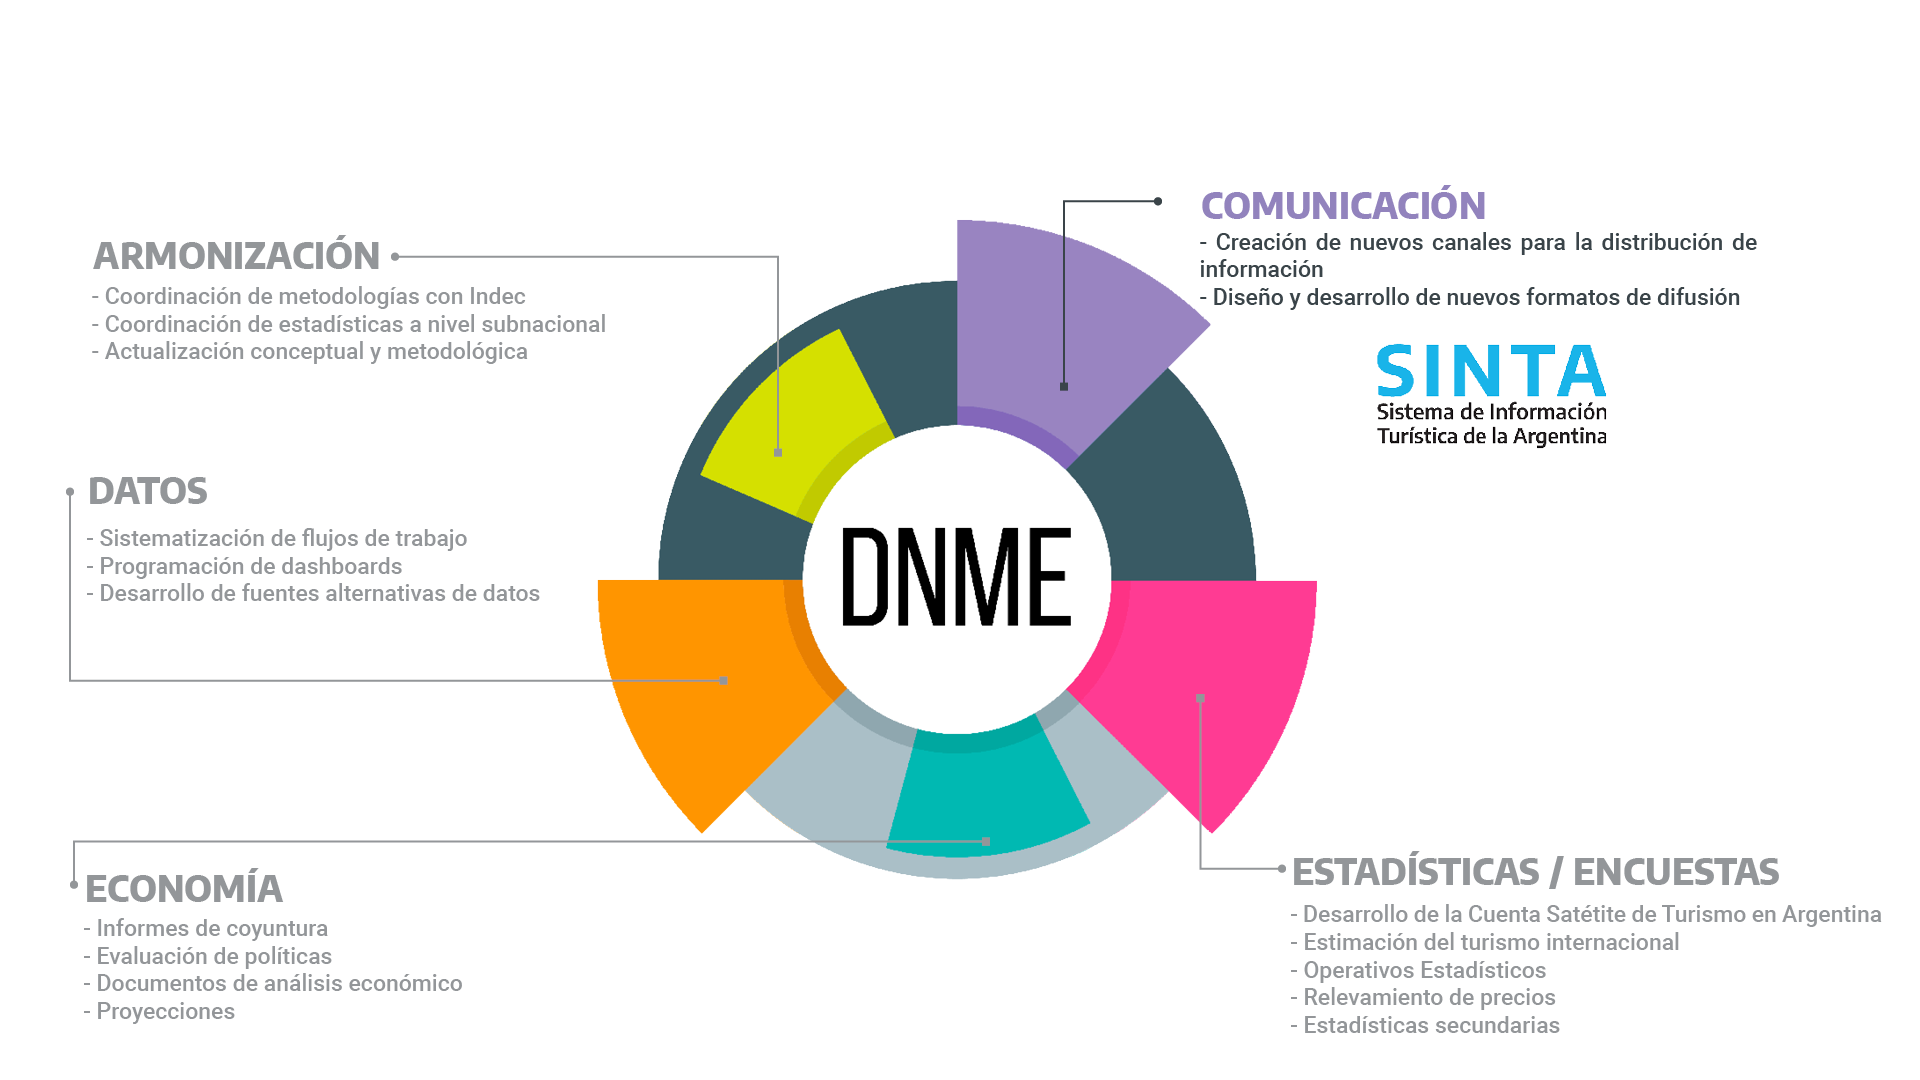 ARMONIZACIÓN
- Coordinación de metodologías con Indec
- Coordinación de estadísticas a nivel subnacional
- Actualización conceptual y metodológica
DATOS
- Sistematización de flujos de trabajo
- Programación de dashboards
- Desarrollo de fuentes alternativas de datos
ECONOMÍA
- Informes de coyuntura
- Evaluación de políticas
- Documentos de análisis económico
- Proyecciones
DNME
COMUNICACIÓN
- Creación de nuevos canales para la distribución de
información
- Diseño y desarrollo de nuevos formatos de difusión
SINTA
Sistema de Información
Turística de la Argentina
ESTADÍSTICAS / ENCUESTAS
- Desarrollo de la Cuenta Satétite de Turismo en Argentina
- Estimación del turismo internacional
- Operativos Estadísticos
- Relevamiento de precios
- Estadísticas secundarias